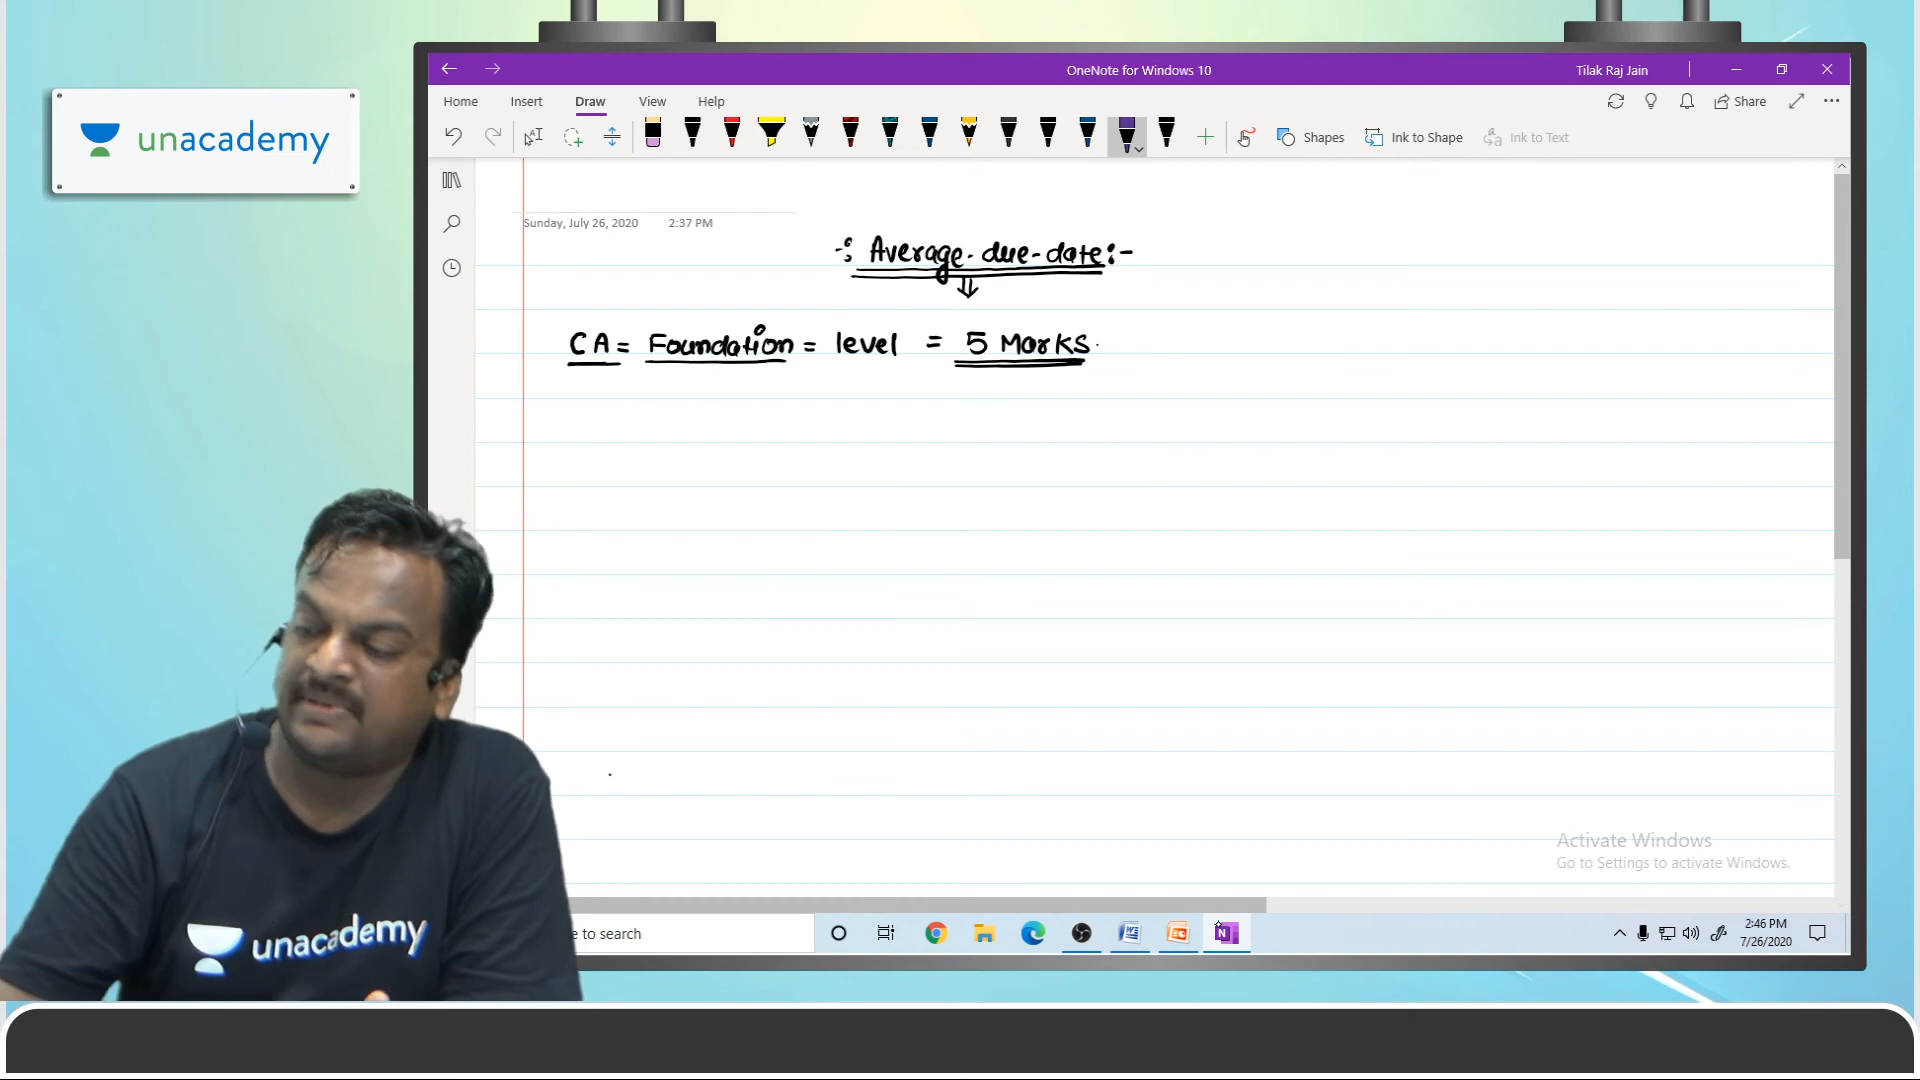 unacademy
OneNote for Windows 10
Tilak Raj Jain
Home Insert Draw View Help
Share
Shapes Ink to Shape Ink to Text
Sunday, July 26, 2020 2:37 PM
-: Average-due-date:-
⇓
CA = Foundation = level = 5 Marks.
Activate Windows
Go to Settings to activate Windows.
unacademy
e to search
2:46 PM
7/26/2020